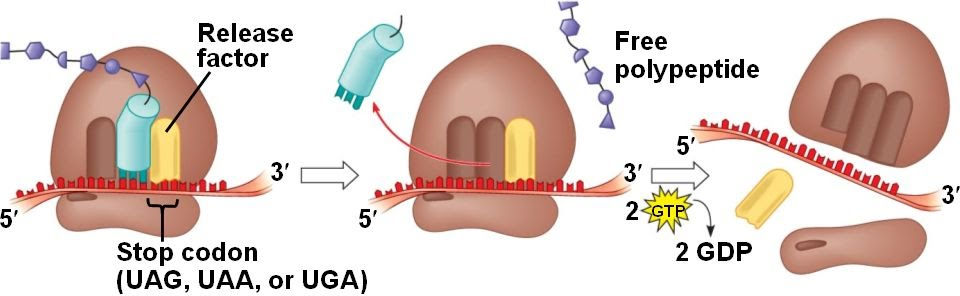 Release
factor
Free
polypeptide
3′
5′
Stop codon
(UAG, UAA, or UGA)
3′
5′
2 GTP
2 GDP
5′
3′